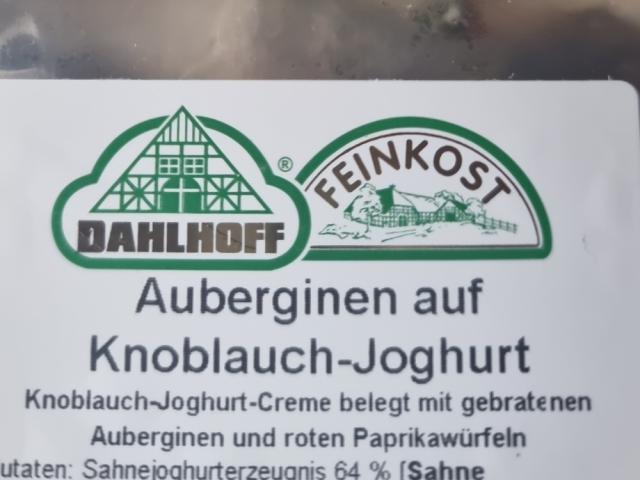 DAHLHOFF ®
FEINKOST
Auberginen auf
Knoblauch-Joghurt
Knoblauch-Joghurt-Creme belegt mit gebratenen
Auberginen und roten Paprikawürfeln
utaten: Sahnejoghurterzeugnis 64 % [Sahne